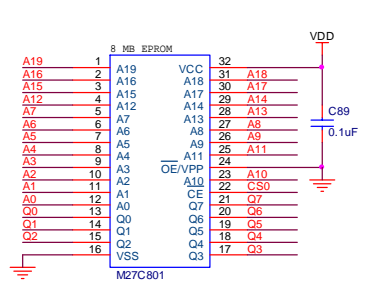 8 MB EPROM
VDD
A19 1 A19 VCC 32
A16 2 A16 A18 31 A18
A15 3 A15 A17 30 A17
A12 4 A12 A14 29 A14
A7 5 A7 A13 28 A13
A6 6 A6 A8 27 A8
A5 7 A5 A9 26 A9
A4 8 A4 A11 25 A11
A3 9 A3 OE/VPP 24
A2 10 A2 A10 23 A10
A1 11 A1 CE 22 CS0
A0 12 A0 Q7 21 Q7
Q0 13 Q0 Q6 20 Q6
Q1 14 Q1 Q5 19 Q5
Q2 15 Q2 Q4 18 Q4
16 VSS Q3 17 Q3
M27C801
C89
0.1uF